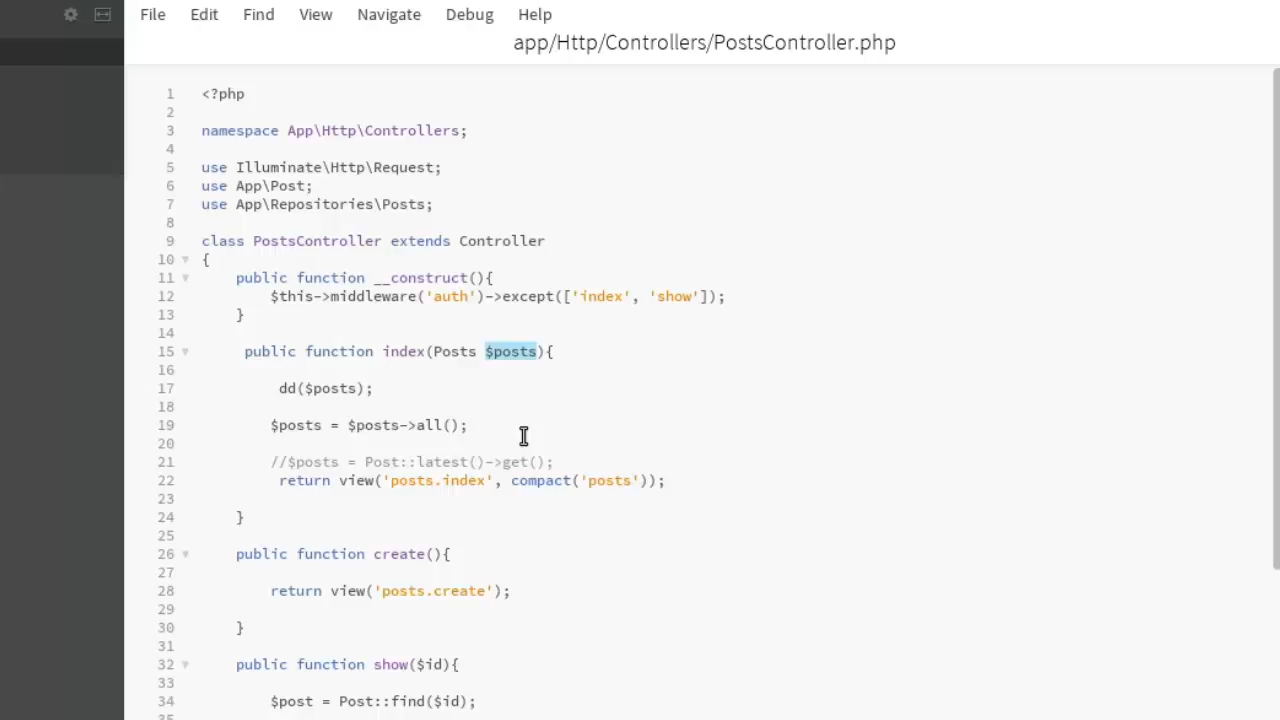 File Edit Find View Navigate Debug Help
app/Http/Controllers/PostsController.php
1 <?php
2
3 namespace App\Http\Controllers;
4
5 use Illuminate\Http\Request;
6 use App\Post;
7 use App\Repositories\Posts;
8
9 class PostsController extends Controller
10 {
11     public function __construct(){
12         $this->middleware('auth')->except(['index', 'show']);
13     }
14
15      public function index(Posts $posts){
16
17          dd($posts);
18
19         $posts = $posts->all();
20
21         //$posts = Post::latest()->get();
22          return view('posts.index', compact('posts'));
23
24     }
25
26     public function create(){
27
28         return view('posts.create');
29
30     }
31
32     public function show($id){
33
34         $post = Post::find($id);
35